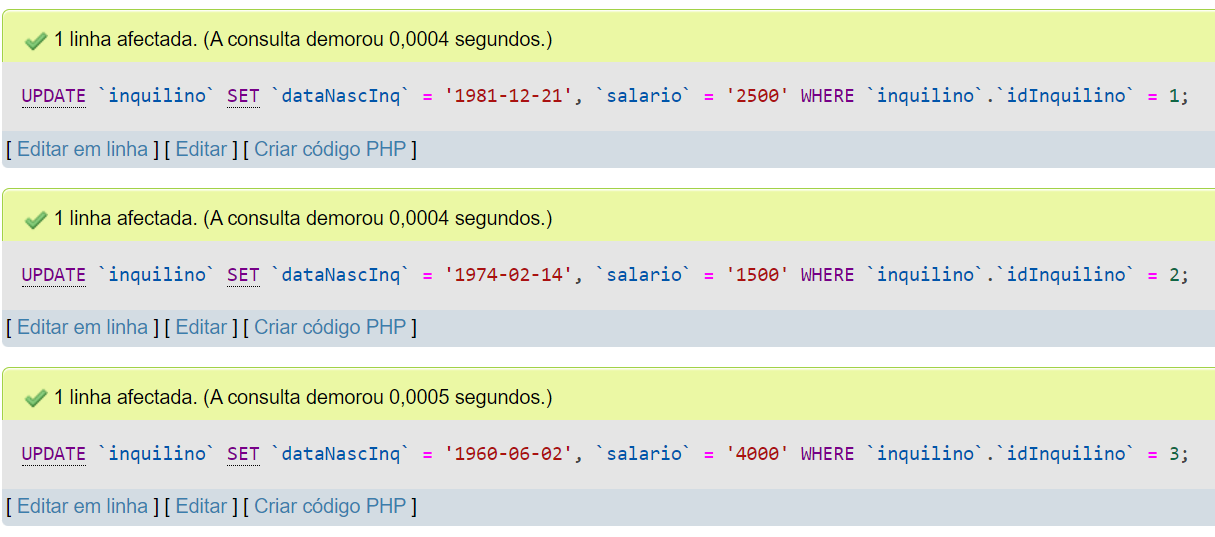 1 linha afectada. (A consulta demorou 0,0004 segundos.)
UPDATE `inquilino` SET `dataNascInq` = '1981-12-21', `salario` = '2500' WHERE `inquilino`.`idInquilino` = 1;
[ Editar em linha ] [ Editar ] [ Criar código PHP ]
1 linha afectada. (A consulta demorou 0,0004 segundos.)
UPDATE `inquilino` SET `dataNascInq` = '1974-02-14', `salario` = '1500' WHERE `inquilino`.`idInquilino` = 2;
[ Editar em linha ] [ Editar ] [ Criar código PHP ]
1 linha afectada. (A consulta demorou 0,0005 segundos.)
UPDATE `inquilino` SET `dataNascInq` = '1960-06-02', `salario` = '4000' WHERE `inquilino`.`idInquilino` = 3;
[ Editar em linha ] [ Editar ] [ Criar código PHP ]